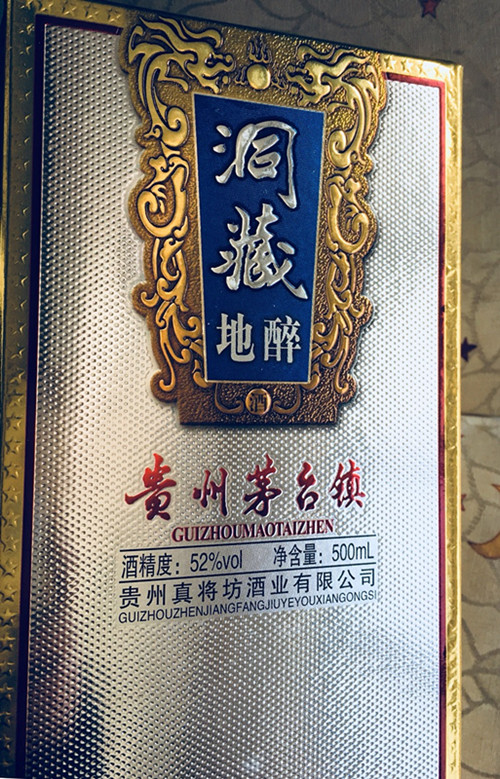 洞藏
地醉
酒
贵州茅台镇
GUIZHOUMAOTAIZHEN
酒精度：52%vol 净含量：500mL
贵州真将坊酒业有限公司
GUIZHOUZHENJIANGFANGJIUYEYOUXIANGONGSI